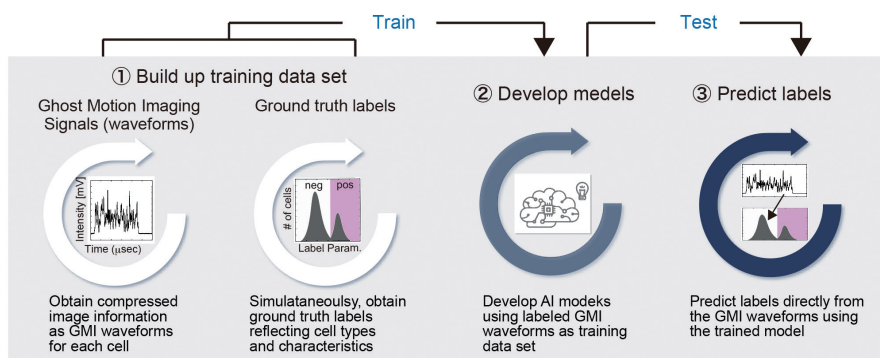 Train
Test
① Build up training data set
Ghost Motion Imaging
Signals (waveforms)
Ground truth labels
② Develop medels
③ Predict labels
Intensity [mV]
Time (μsec)
# of cells
neg
pos
Label Param.
Obtain compressed
image information
as GMI waveforms
for each cell
Simulataneoulsy, obtain
ground truth labels
reflecting cell types
and characteristics
Develop AI modeks
using labeled GMI
waveforms as training
data set
Predict labels directly from
the GMI waveforms using
the trained model